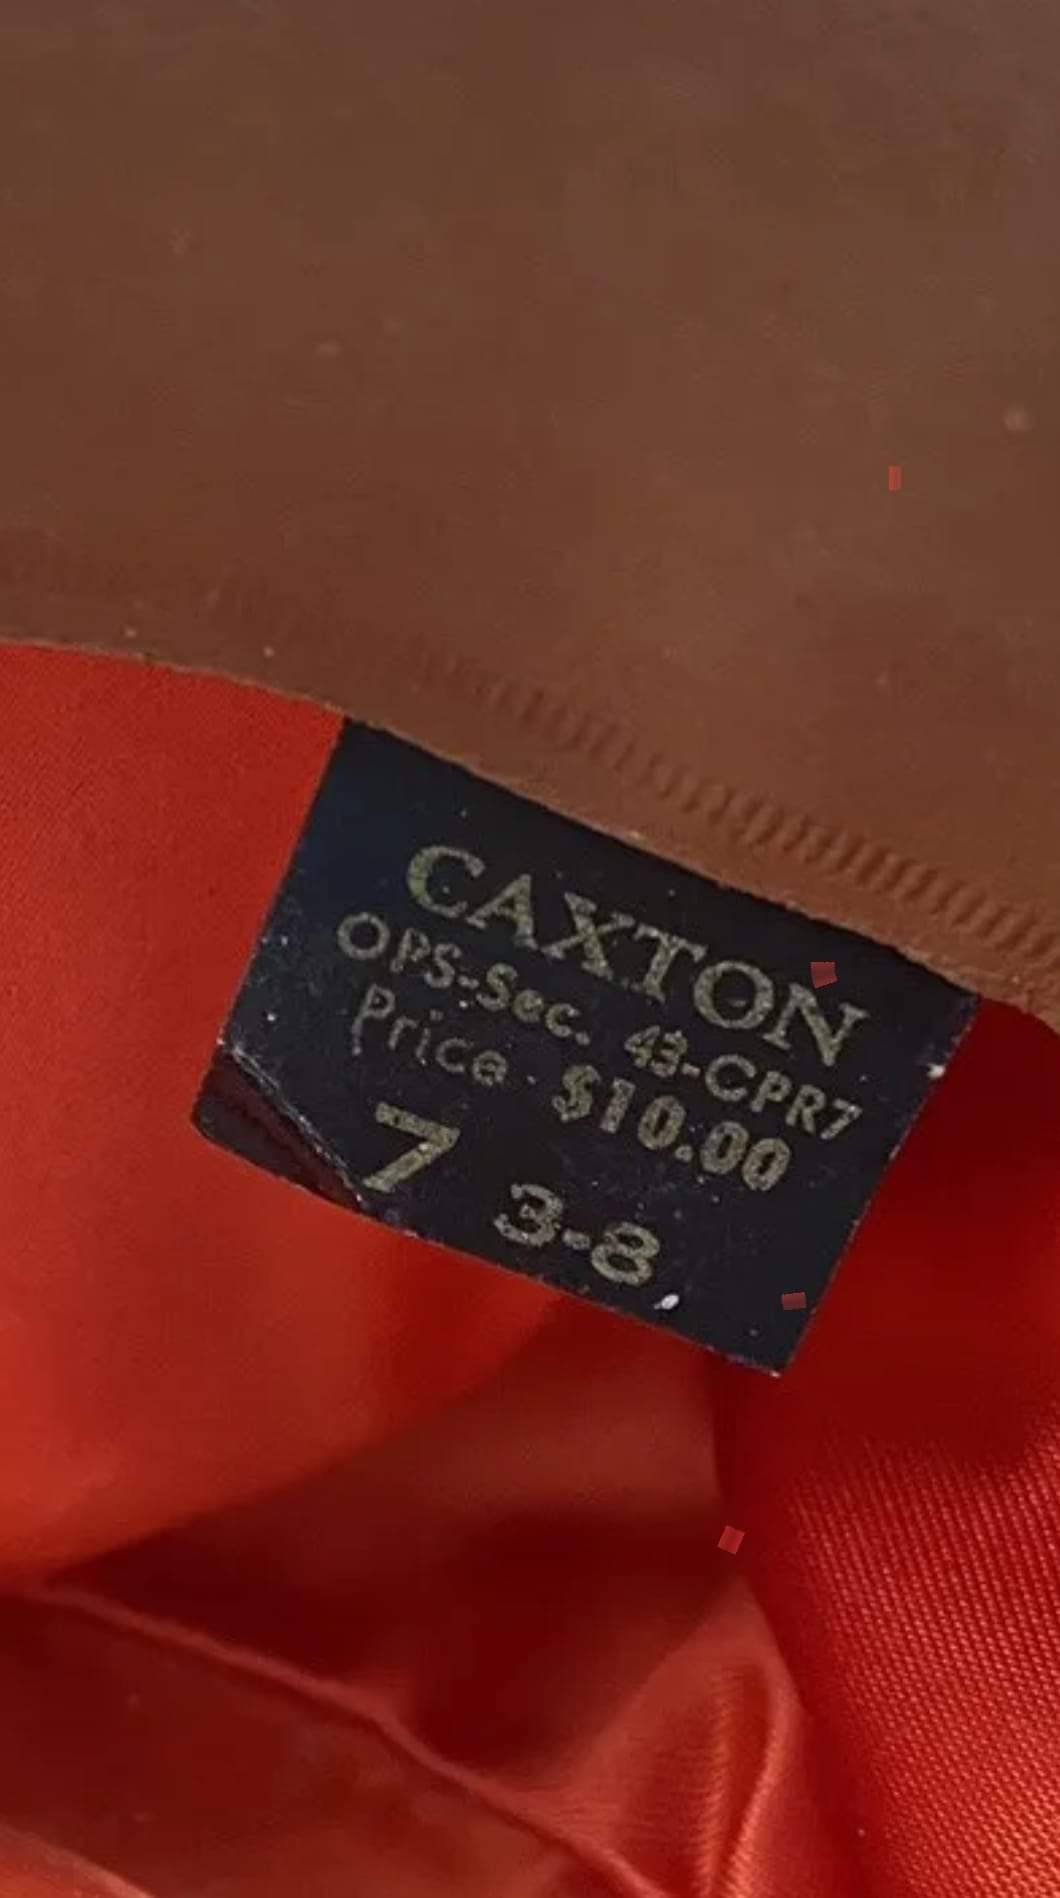 CAXTON
OPS-Sec. 43-CPR7
Price - $10.00
7 3-8